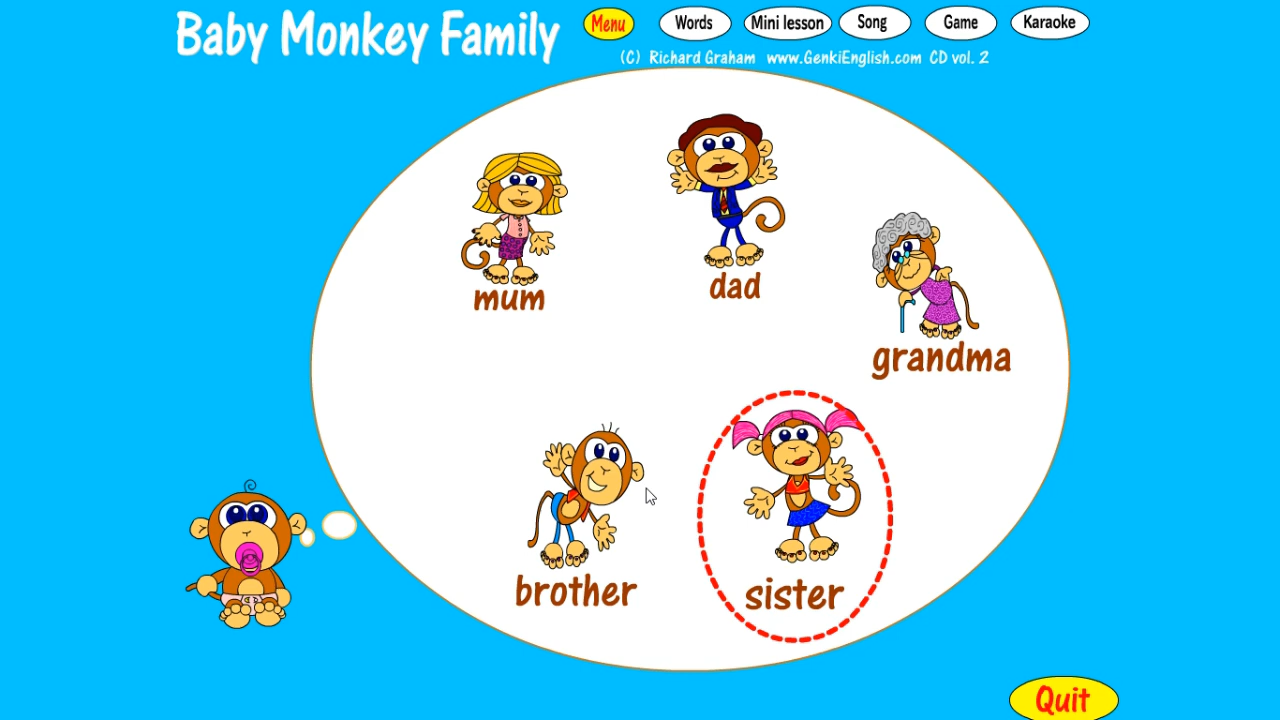 Baby Monkey Family
Menu
Words
Mini lesson
Song
Game
Karaoke
(C) Richard Graham www.GenkiEnglish.com CD vol. 2
mum
dad
grandma
brother
sister
Quit